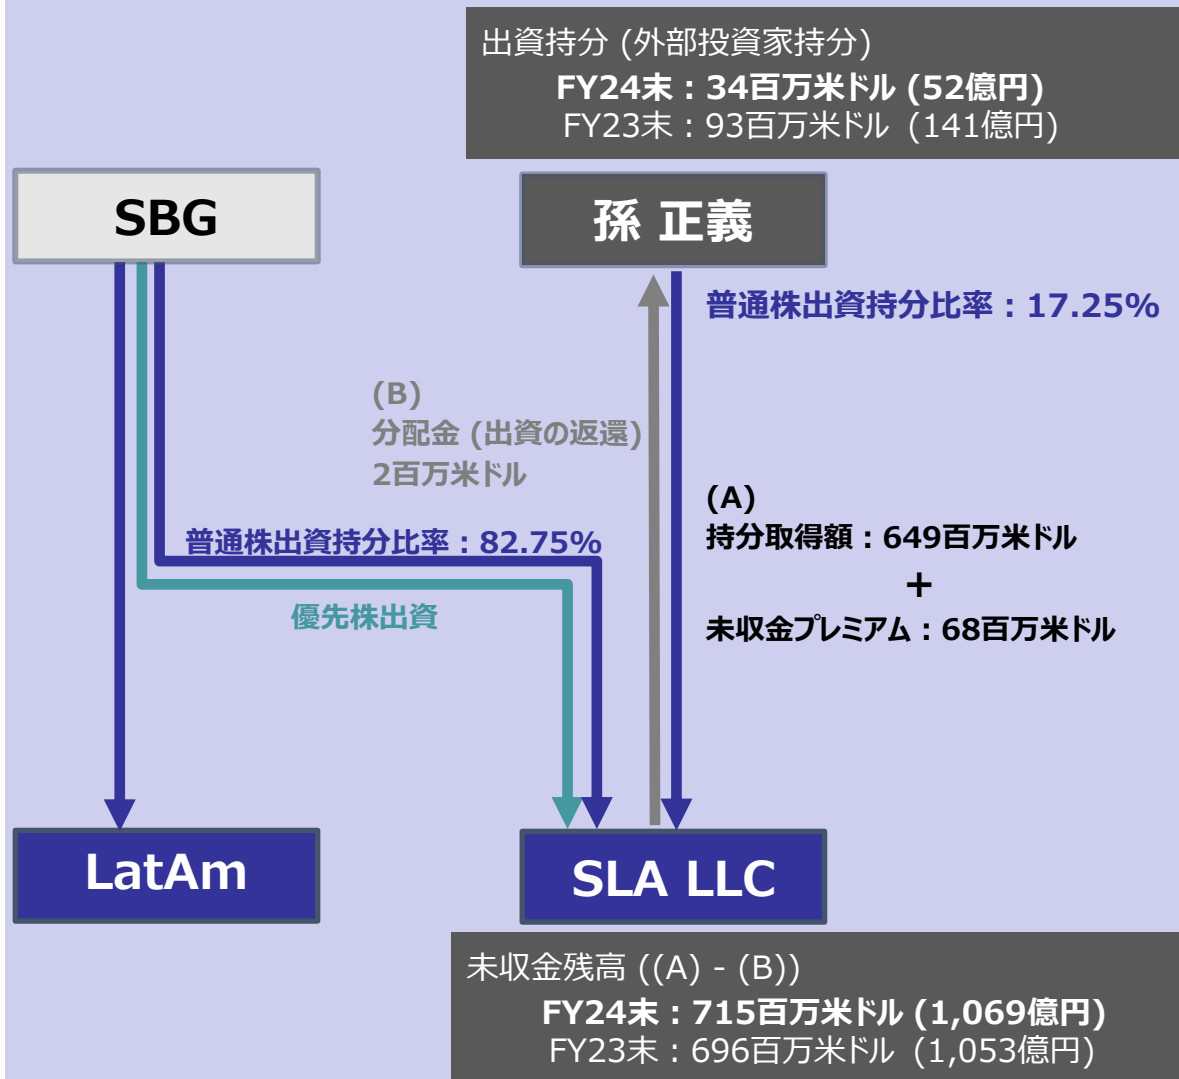 出資持分 (外部投資家持分)
FY24末：34百万米ドル (52億円)
FY23末：93百万米ドル (141億円)
SBG
孫 正義
普通株出資持分比率：17.25%
(B)
分配金 (出資の返還)
2百万米ドル
(A)
持分取得額：649百万米ドル
+
未収金プレミアム：68百万米ドル
普通株出資持分比率：82.75%
優先株出資
LatAm
SLA LLC
未収金残高 ((A) - (B))
FY24末：715百万米ドル (1,069億円)
FY23末：696百万米ドル (1,053億円)